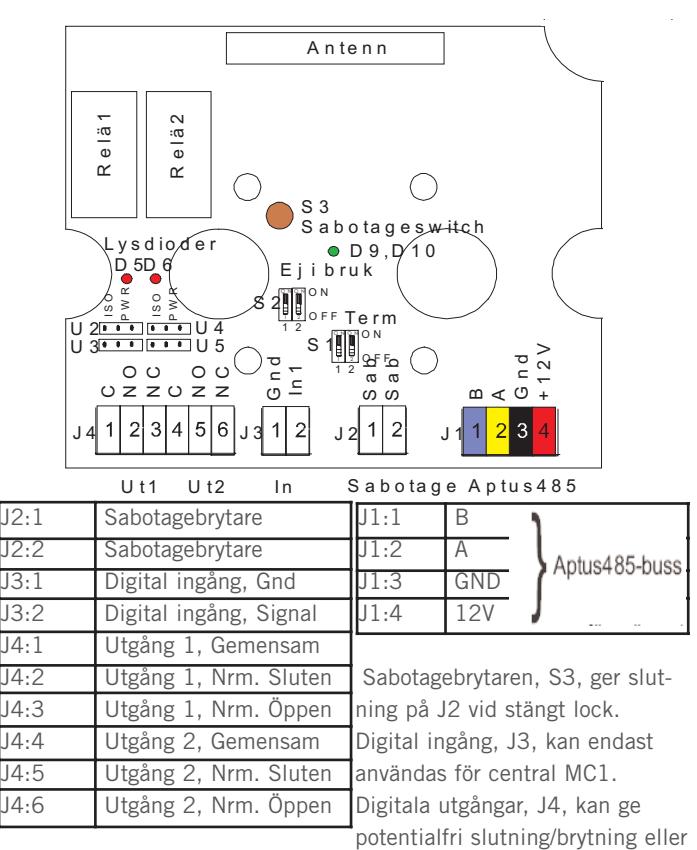 Antenn
Relä1
Relä2
S3
Sabotageswitch
Lysdioder
D9,D10
D5D6
Ejibruk
ISO
PWR
ISO
PWR
S2
ON
OFF
1 2
U2
U4
U3
U5
Term
S1
ON
OFF
1 2
C
NO
NC
C
NO
NC
Gnd
In1
Sab
Sab
B
A
Gnd
+12V
J4 1 2 3 4 5 6
J3 1 2
J2 1 2
J1 1 2 3 4
Ut1 Ut2 In Sabotage Aptus485
J2:1 Sabotagebrytare
J2:2 Sabotagebrytare
J3:1 Digital ingång, Gnd
J3:2 Digital ingång, Signal
J4:1 Utgång 1, Gemensam
J4:2 Utgång 1, Nrm. Sluten
J4:3 Utgång 1, Nrm. Öppen
J4:4 Utgång 2, Gemensam
J4:5 Utgång 2, Nrm. Sluten
J4:6 Utgång 2, Nrm. Öppen
J1:1 B
J1:2 A
J1:3 GND
J1:4 12V
Aptus485-buss
Sabotagebrytaren, S3, ger slut-
ning på J2 vid stängt lock.
Digital ingång, J3, kan endast
användas för central MC1.
Digitala utgångar, J4, kan ge
potentialfri slutning/brytning eller